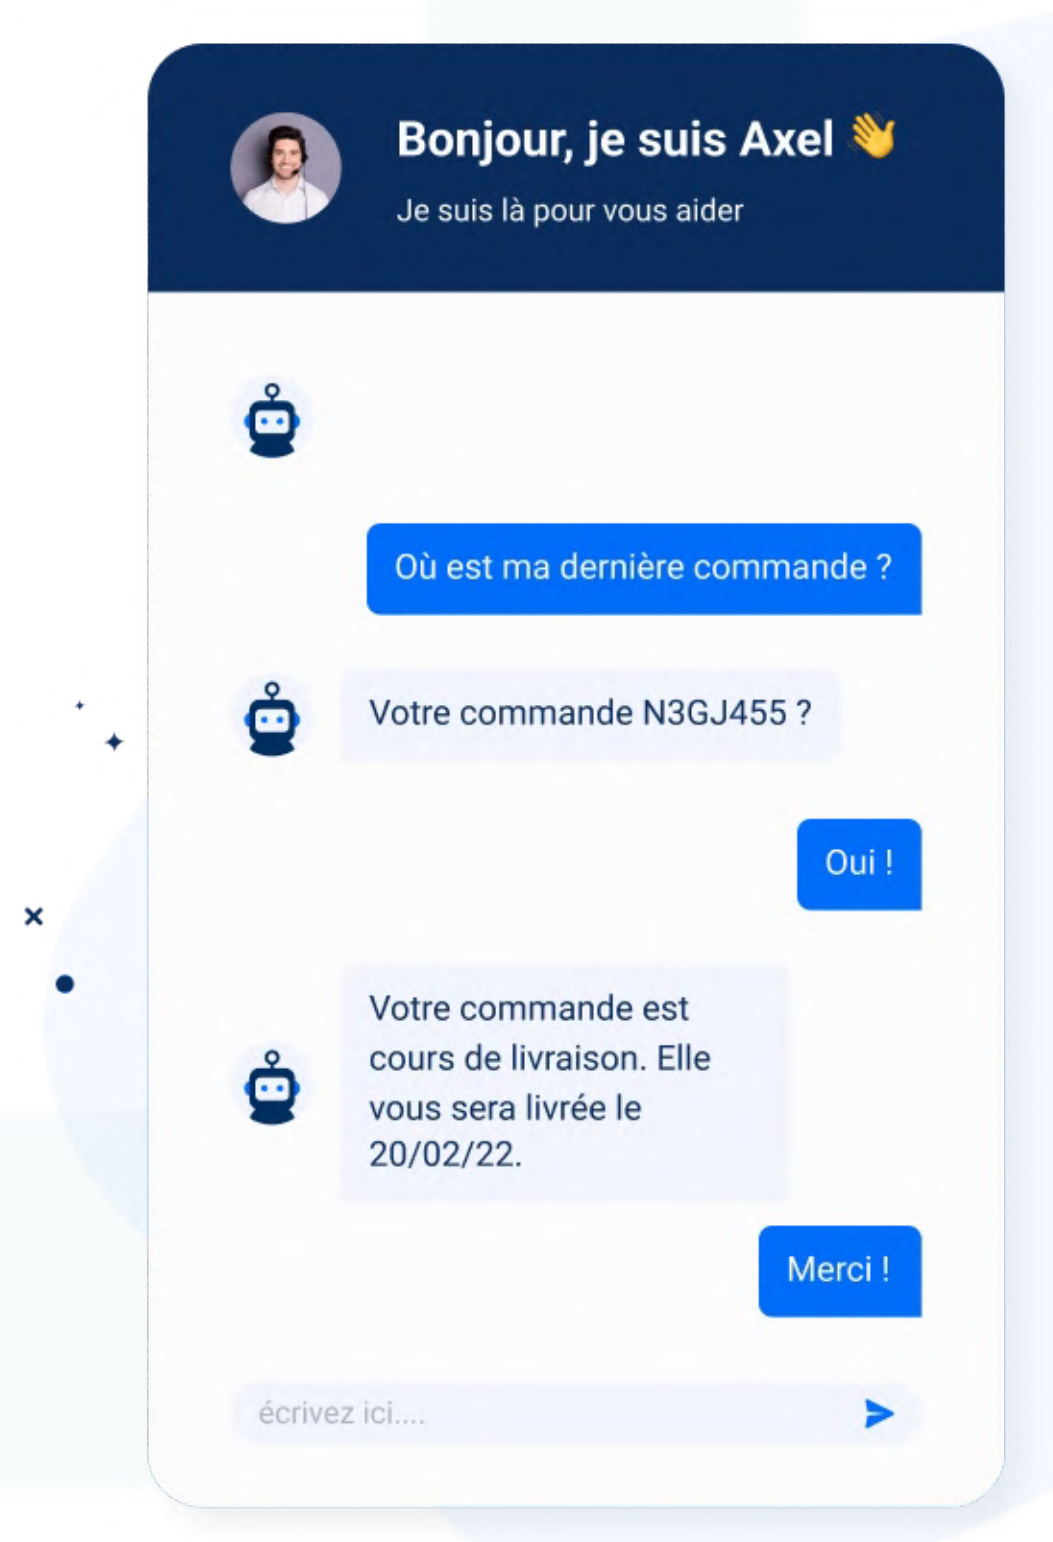 Bonjour, je suis Axel 👋
Je suis là pour vous aider
Où est ma dernière commande ?
Votre commande N3GJ455 ?
Oui !
Votre commande est
cours de livraison. Elle
vous sera livrée le
20/02/22.
Merci !
écrivez ici....